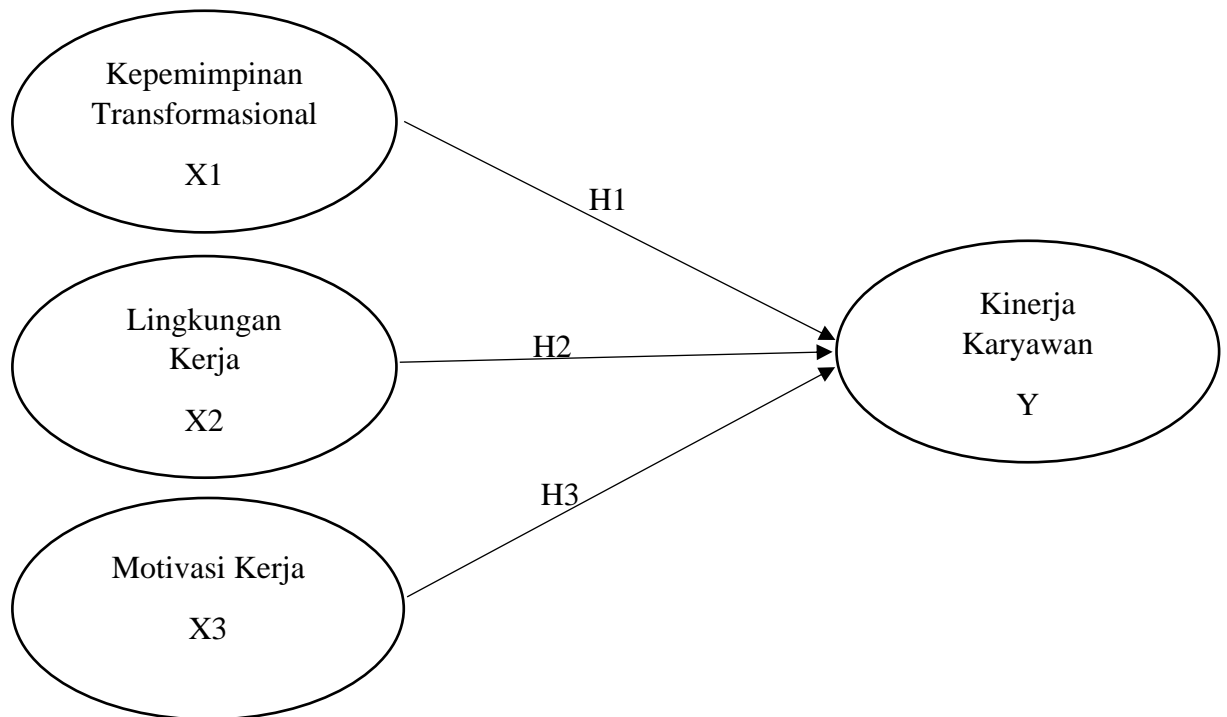 Kepemimpinan
Transformasional
X1
H1
Lingkungan
Kerja
X2
H2
Kinerja
Karyawan
Y
H3
Motivasi Kerja
X3